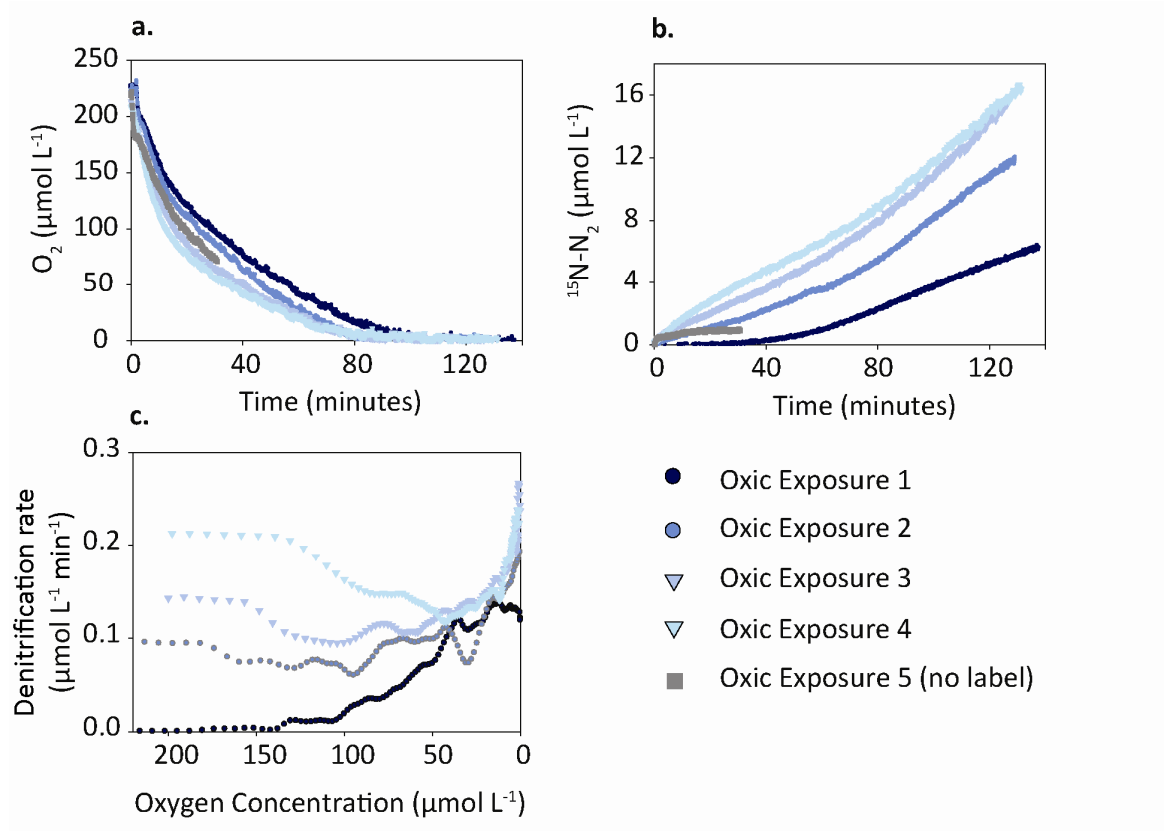 a.
250
200
150
100
50
0
O₂ (µmol L⁻¹)
0 40 80 120
Time (minutes)
b.
16
12
8
4
0
¹⁵N-N₂ (µmol L⁻¹)
0 40 80 120
Time (minutes)
c.
0.3
0.2
0.1
0.0
Denitrification rate
(µmol L⁻¹ min⁻¹)
200 150 100 50 0
Oxygen Concentration (µmol L⁻¹)
Oxic Exposure 1
Oxic Exposure 2
Oxic Exposure 3
Oxic Exposure 4
Oxic Exposure 5 (no label)